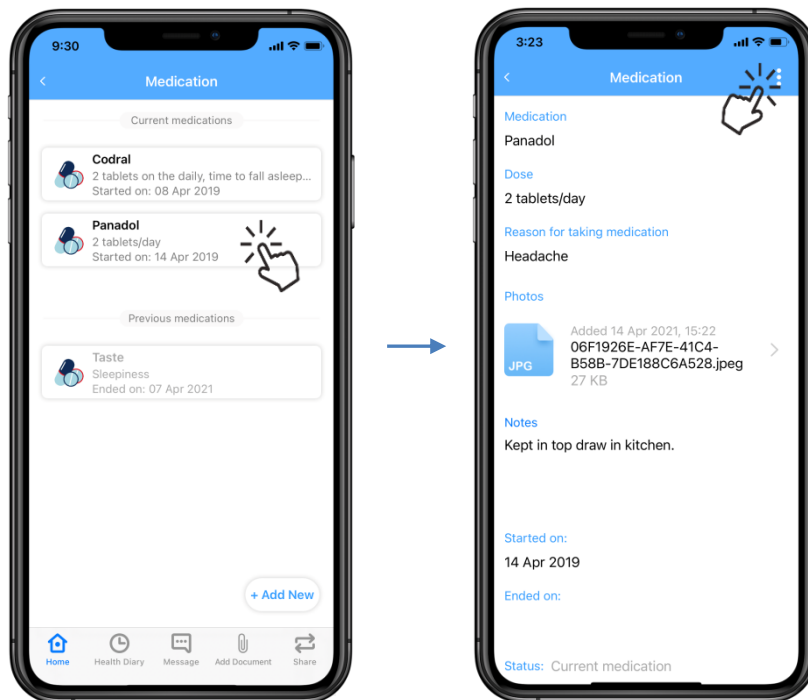 9:30
Medication
Current medications
Codral
2 tablets on the daily, time to fall asleep...
Started on: 08 Apr 2019
Panadol
2 tablets/day
Started on: 14 Apr 2019
Previous medications
Taste
Sleepiness
Ended on: 07 Apr 2021
+ Add New
Home
Health Diary
Message
Add Document
Share
3:23
Medication
Medication
Panadol
Dose
2 tablets/day
Reason for taking medication
Headache
Photos
Added 14 Apr 2021, 15:22
06F1926E-AF7E-41C4-
B58B-7DE188C6A528.jpeg
JPG
27 KB
Notes
Kept in top draw in kitchen.
Started on:
14 Apr 2019
Ended on:
Status: Current medication